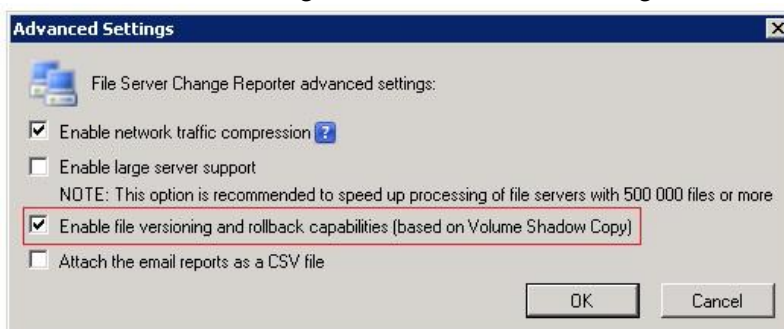 Advanced Settings
File Server Change Reporter advanced settings:
Enable network traffic compression ?
Enable large server support
NOTE: This option is recommended to speed up processing of file servers with 500 000 files or more
Enable file versioning and rollback capabilities (based on Volume Shadow Copy)
Attach the email reports as a CSV file
OK Cancel